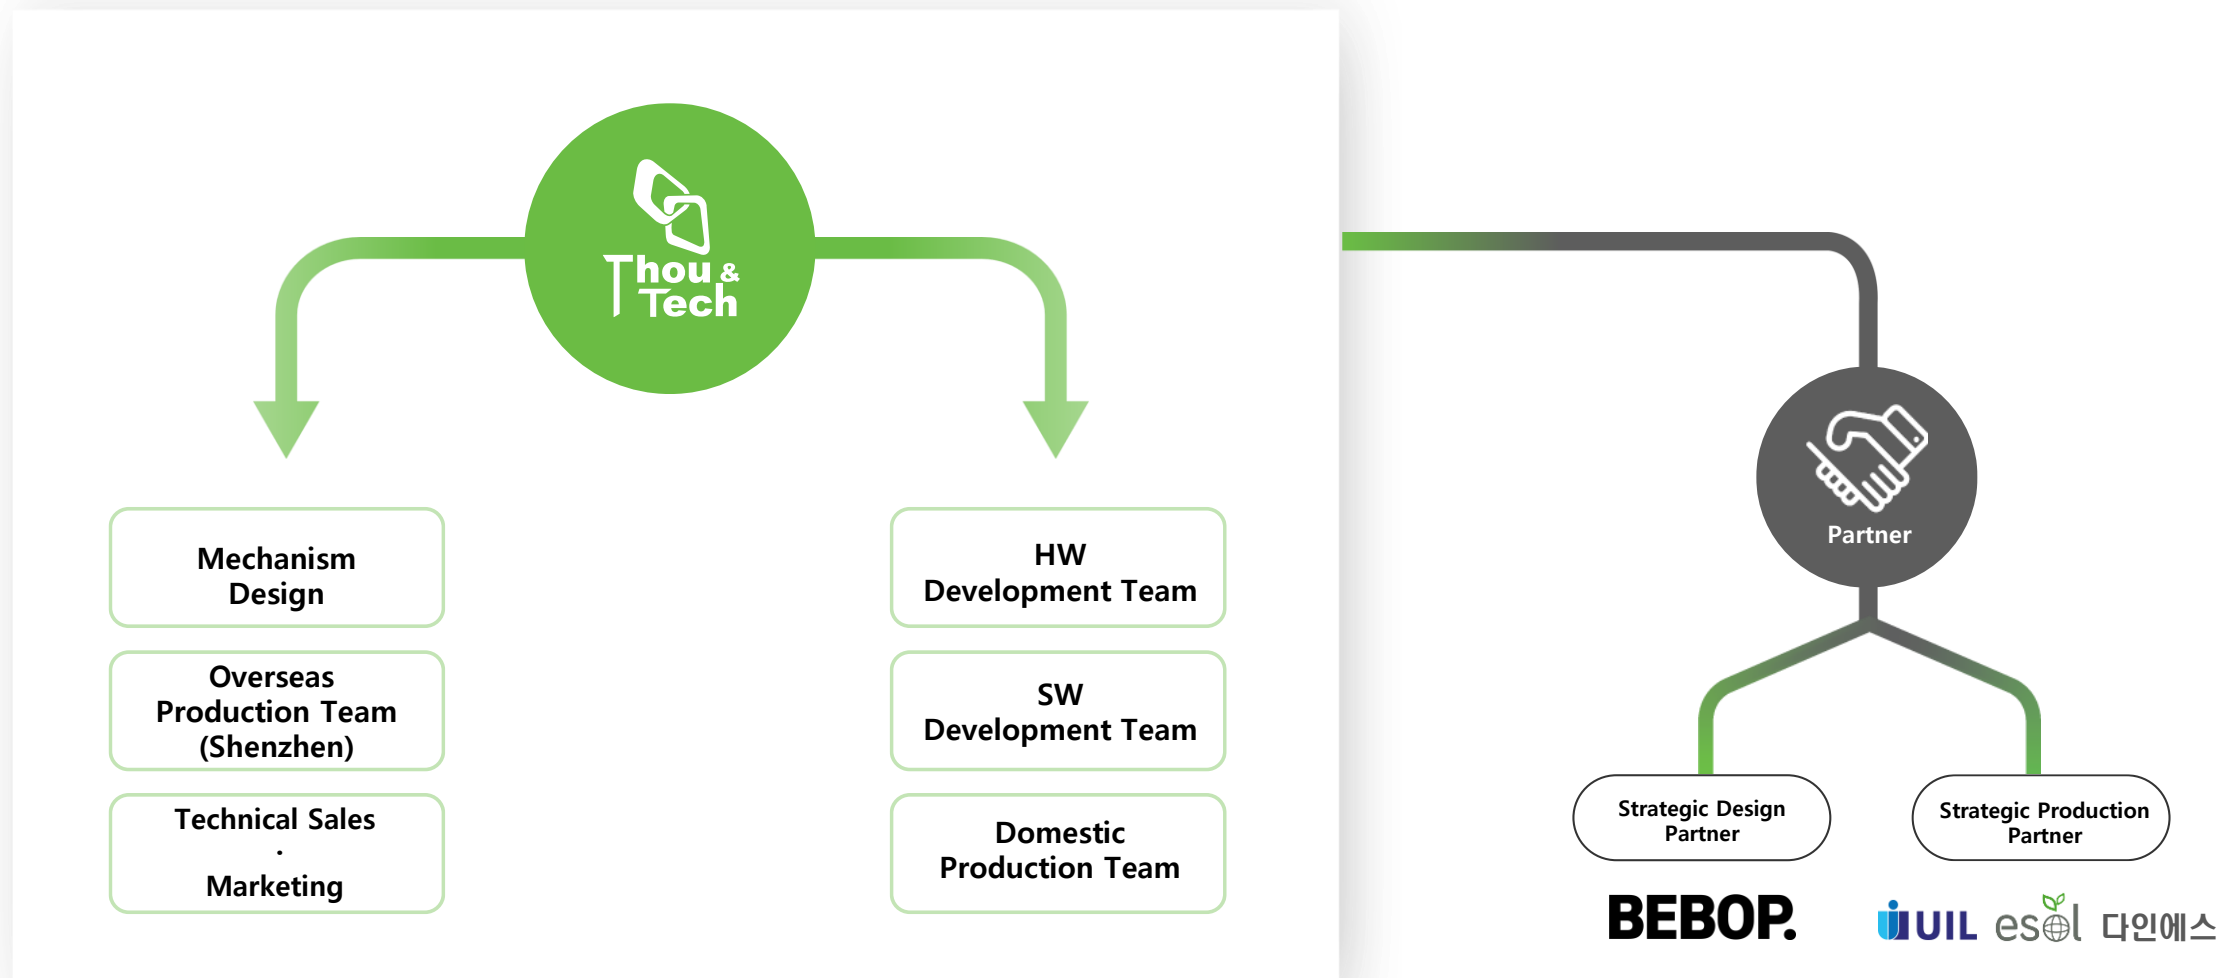 Thou &
Tech
Mechanism
Design
Overseas
Production Team
(Shenzhen)
Technical Sales
·
Marketing
HW
Development Team
SW
Development Team
Domestic
Production Team
Partner
Strategic Design
Partner
BEBOP.
Strategic Production
Partner
UIL esol 다인에스